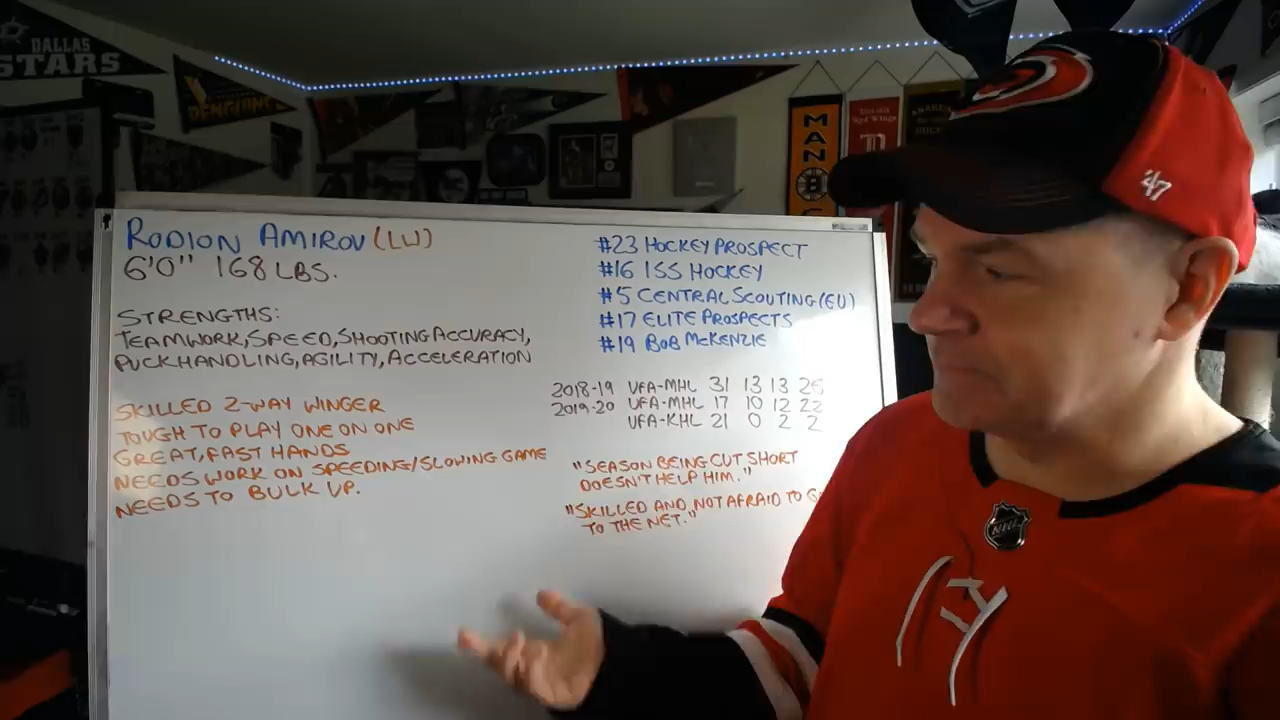 DALLAS
STARS
PENGUINS
MAN
B
C
'47
NHL
RODION AMIROV (LW)
6'0" 168 LBS.
STRENGTHS:
TEAMWORK, SPEED, SHOOTING ACCURACY,
PUCKHANDLING, AGILITY, ACCELERATION
SKILLED 2-WAY WINGER
TOUGH TO PLAY ONE ON ONE
GREAT, FAST HANDS
NEEDS WORK ON SPEEDING/SLOWING GAME
NEEDS TO BULK UP.
#23 HOCKEY PROSPECT
#16 ISS HOCKEY
#5 CENTRAL SCOUTING (EU)
#17 ELITE PROSPECTS
#19 BOB McKENZIE
2018-19 UFA-MHL 31 13 13 26
2019-20 UFA-MHL 17 10 12 22
UFA-KHL 21 0 2 2
"SEASON BEING CUT SHORT
DOESN'T HELP HIM."
"SKILLED AND NOT AFRAID TO G
TO THE NET."